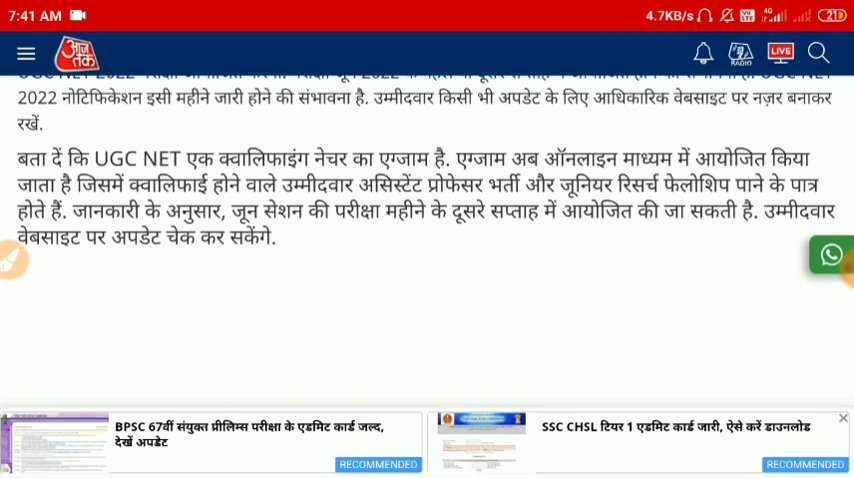 7:41 AM
4.7KB/s
4G
21
आज तक
RADIO
LIVE
2022 नोटिफिकेशन इसी महीने जारी होने की संभावना है. उम्मीदवार किसी भी अपडेट के लिए आधिकारिक वेबसाइट पर नज़र बनाकर
रखें.
बता दें कि UGC NET एक क्वालिफाइंग नेचर का एग्जाम है. एग्जाम अब ऑनलाइन माध्यम में आयोजित किया
जाता है जिसमें क्वालिफाई होने वाले उम्मीदवार असिस्टेंट प्रोफेसर भर्ती और जूनियर रिसर्च फेलोशिप पाने के पात्र
होते हैं. जानकारी के अनुसार, जून सेशन की परीक्षा महीने के दूसरे सप्ताह में आयोजित की जा सकती है. उम्मीदवार
वेबसाइट पर अपडेट चेक कर सकेंगे.
BPSC 67वीं संयुक्त प्रीलिम्स परीक्षा के एडमिट कार्ड जल्द,
देखें अपडेट
RECOMMENDED
SSC CHSL टियर 1 एडमिट कार्ड जारी, ऐसे करें डाउनलोड
RECOMMENDED